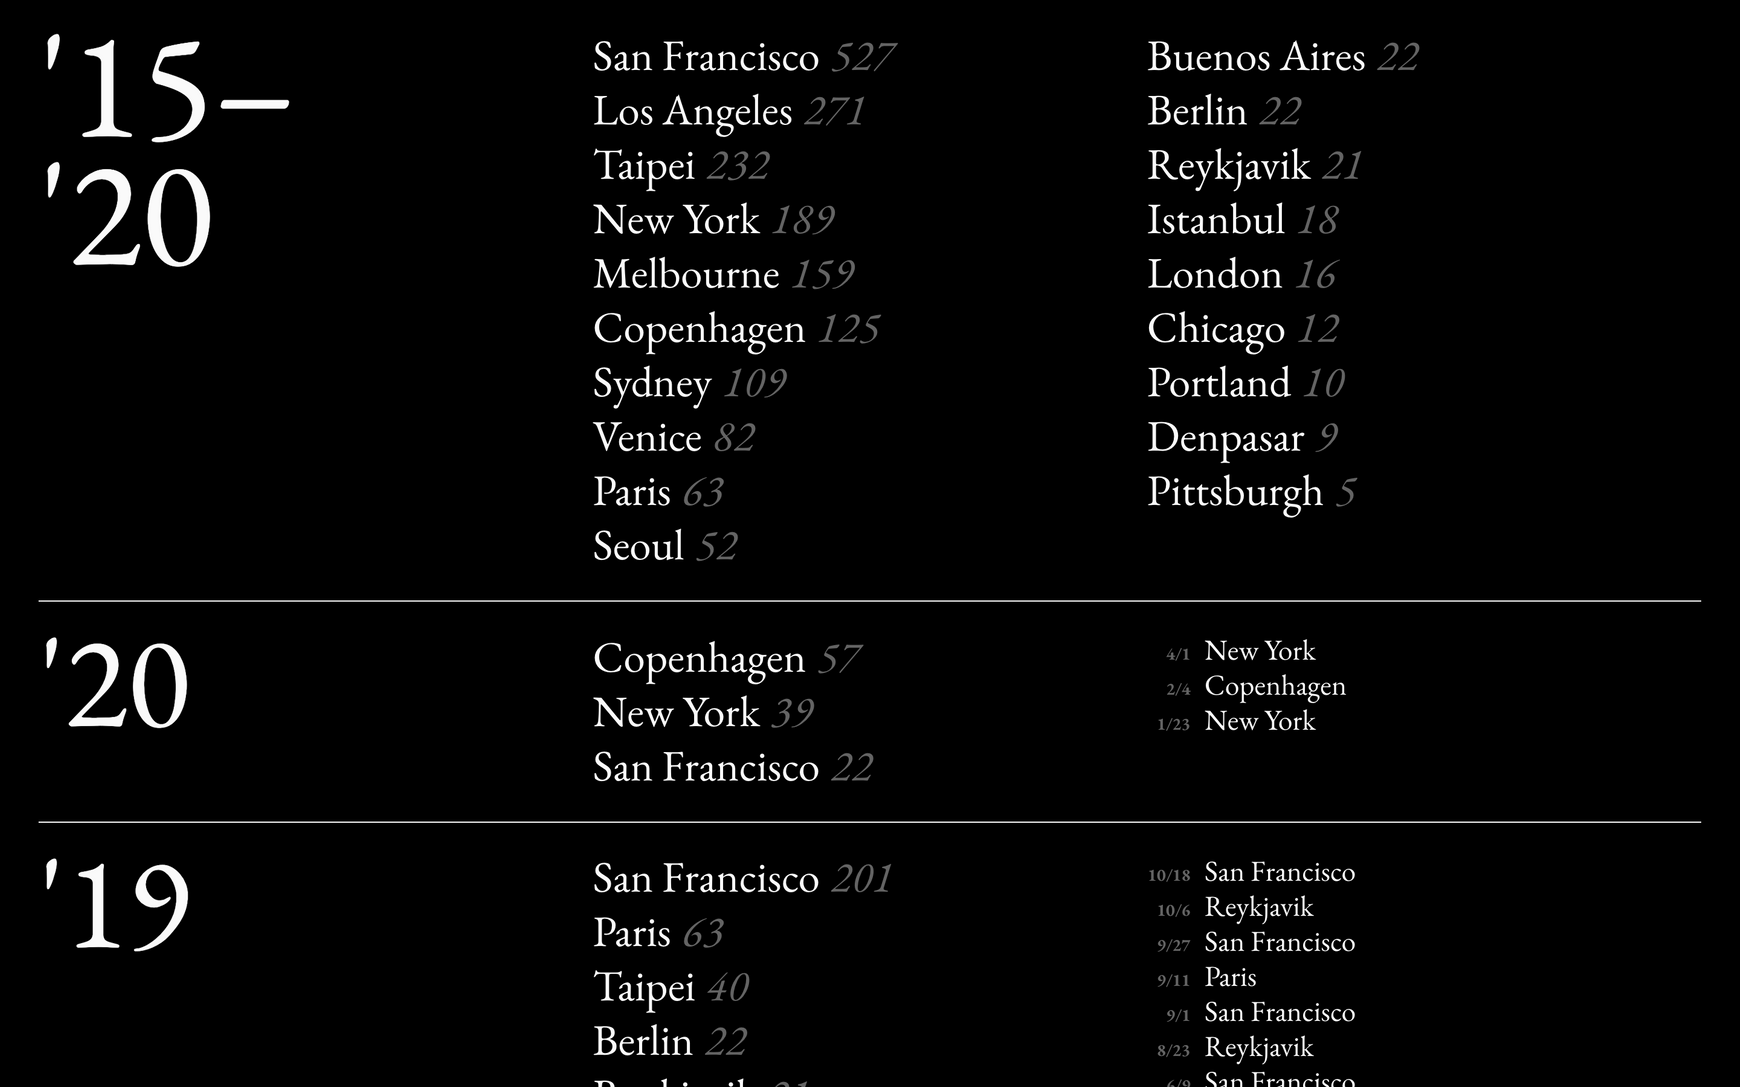 '15–
'20
San Francisco 527
Los Angeles 271
Taipei 232
New York 189
Melbourne 159
Copenhagen 125
Sydney 109
Venice 82
Paris 63
Seoul 52
Buenos Aires 22
Berlin 22
Reykjavik 21
Istanbul 18
London 16
Chicago 12
Portland 10
Denpasar 9
Pittsburgh 5
'20
Copenhagen 57
New York 39
San Francisco 22
4/1 New York
2/4 Copenhagen
1/23 New York
'19
San Francisco 201
Paris 63
Taipei 40
Berlin 22
Reykjavik 21
10/18 San Francisco
10/6 Reykjavik
9/27 San Francisco
9/11 Paris
9/1 San Francisco
8/23 Reykjavik
6/9 San Francisco